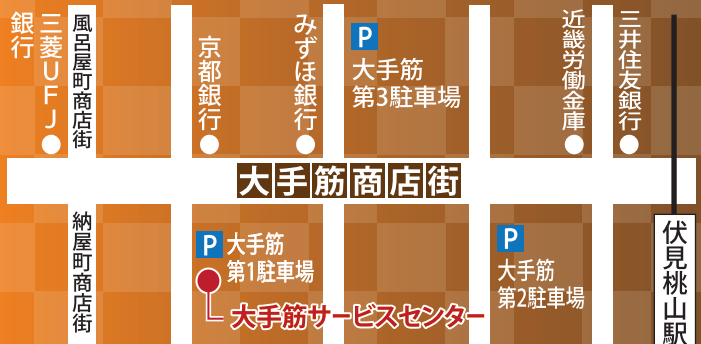 三菱UFJ
銀行
風呂屋町商店街
京都銀行
みずほ銀行
P
大手筋
第3駐車場
近畿労働金庫
三井住友銀行
大手筋商店街
納屋町商店街
P 大手筋
第1駐車場
大手筋サービスセンター
P
大手筋
第2駐車場
伏見桃山駅